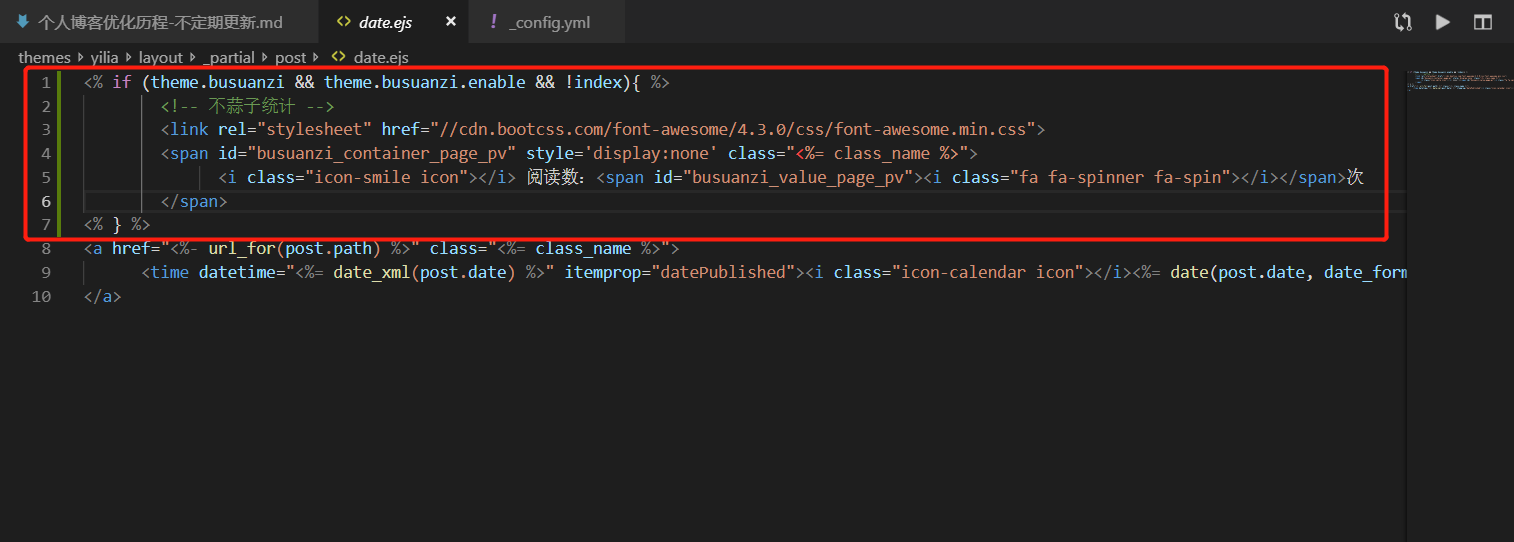 个人博客优化历程-不定期更新.md date.ejs × ! _config.yml
themes › yilia › layout › _partial › post › <> date.ejs
1 <% if (theme.busuanzi && theme.busuanzi.enable && !index){ %>
2 <!-- 不蒜子统计 -->
3 <link rel="stylesheet" href="//cdn.bootcss.com/font-awesome/4.3.0/css/font-awesome.min.css">
4 <span id="busuanzi_container_page_pv" style='display:none' class="<%= class_name %>">
5 <i class="icon-smile icon"></i> 阅读数：<span id="busuanzi_value_page_pv"><i class="fa fa-spinner fa-spin"></i></span>次
6 </span>
7 <% } %>
8 <a href="<%- url_for(post.path) %>" class="<%= class_name %>">
9 <time datetime="<%= date_xml(post.date) %>" itemprop="datePublished"><i class="icon-calendar icon"></i><%= date(post.date, date_form
10 </a>